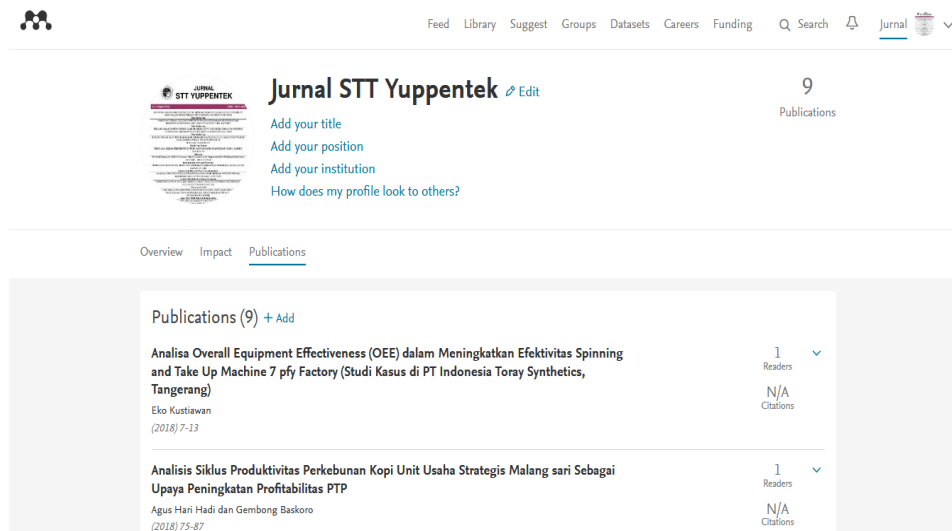 Feed Library Suggest Groups Datasets Careers Funding Search Jurnal
JURNAL
STT YUPPENTEK
Jurnal STT Yuppentek Edit
9
Publications
Add your title
Add your position
Add your institution
How does my profile look to others?
Overview Impact Publications
Publications (9) + Add
Analisa Overall Equipment Effectiveness (OEE) dalam Meningkatkan Efektivitas Spinning
and Take Up Machine 7 pfy Factory (Studi Kasus di PT Indonesia Toray Synthetics,
Tangerang)
Eko Kustiawan
(2018) 7-13
1
Readers
N/A
Citations
Analisis Siklus Produktivitas Perkebunan Kopi Unit Usaha Strategis Malang sari Sebagai
Upaya Peningkatan Profitabilitas PTP
Agus Hari Hadi dan Gembong Baskoro
(2018) 75-87
1
Readers
N/A
Citations